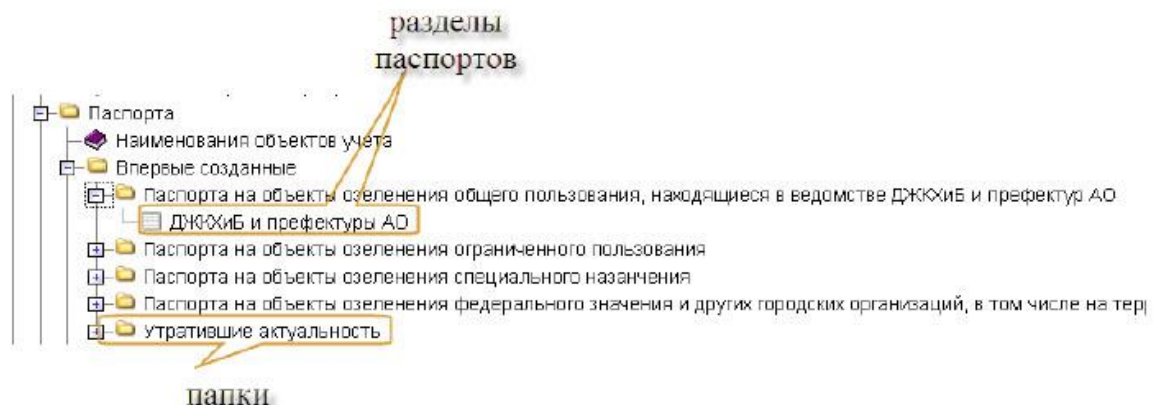 разделы
паспортов
Паспорта
Наименования объектов учета
Впервые созданные
Паспорта на объекты озеленения общего пользования, находящиеся в ведомстве ДЖКХиБ и префектур АО
ДЖКХиБ и префектуры АО
Паспорта на объекты озеленения ограниченного пользования
Паспорта на объекты озеленения специального назанчения
Паспорта на объекты озеленения федерального значения и других городских организаций, в том числе на тер
Утратившие актуальность
папки